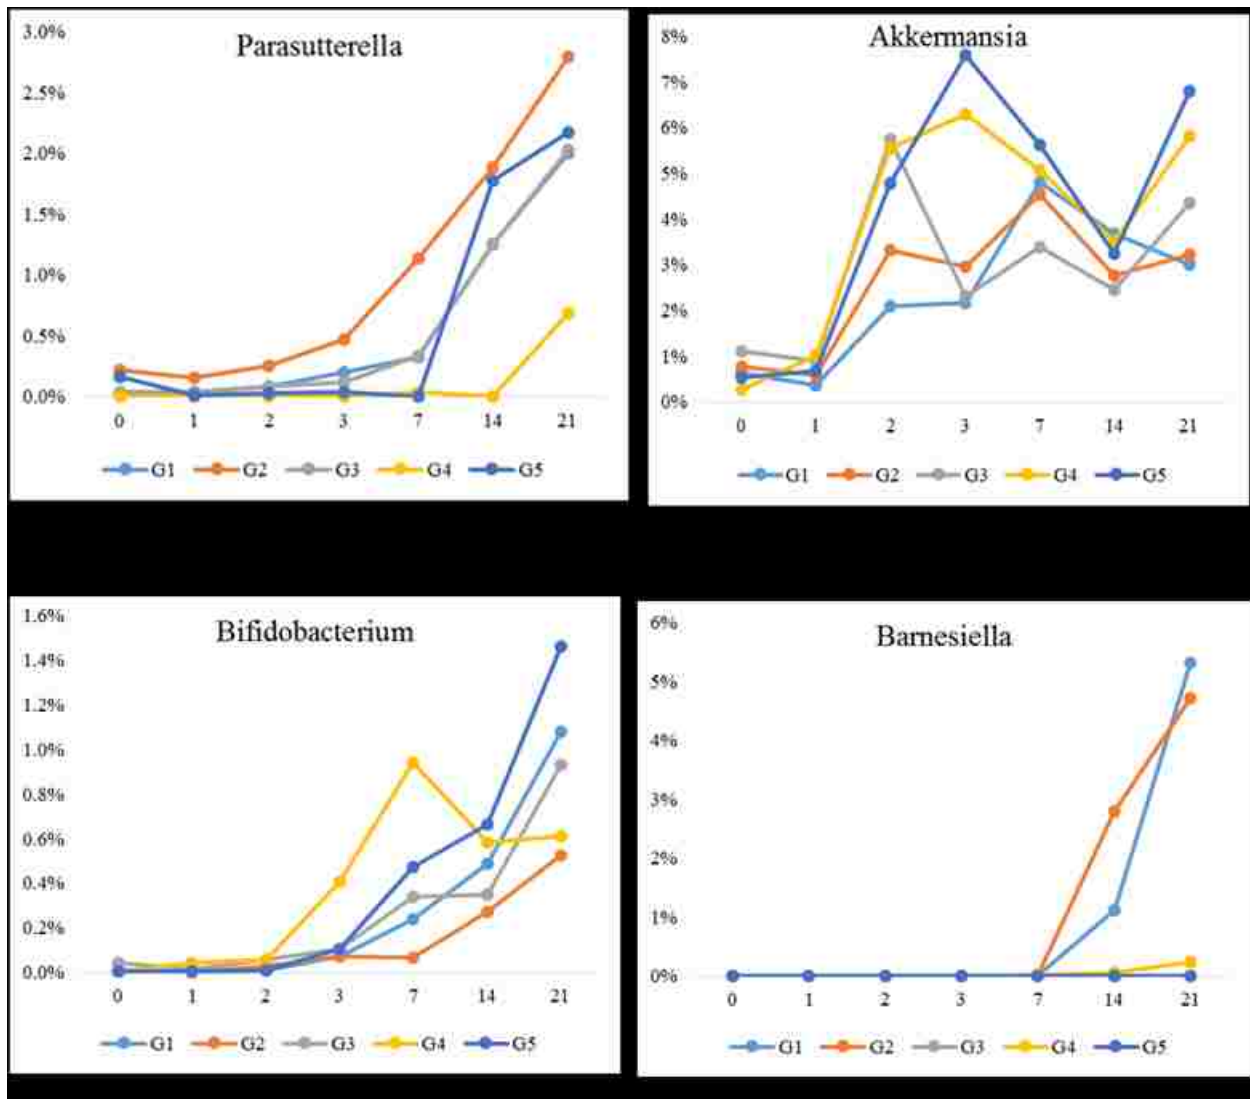 Parasutterella
3.0%
2.5%
2.0%
1.5%
1.0%
0.5%
0.0%
0 1 2 3 7 14 21
G1 G2 G3 G4 G5
Akkermansia
8%
7%
6%
5%
4%
3%
2%
1%
0%
0 1 2 3 7 14 21
G1 G2 G3 G4 G5
Bifidobacterium
1.6%
1.4%
1.2%
1.0%
0.8%
0.6%
0.4%
0.2%
0.0%
0 1 2 3 7 14 21
G1 G2 G3 G4 G5
Barnesiella
6%
5%
4%
3%
2%
1%
0%
0 1 2 3 7 14 21
G1 G2 G3 G4 G5